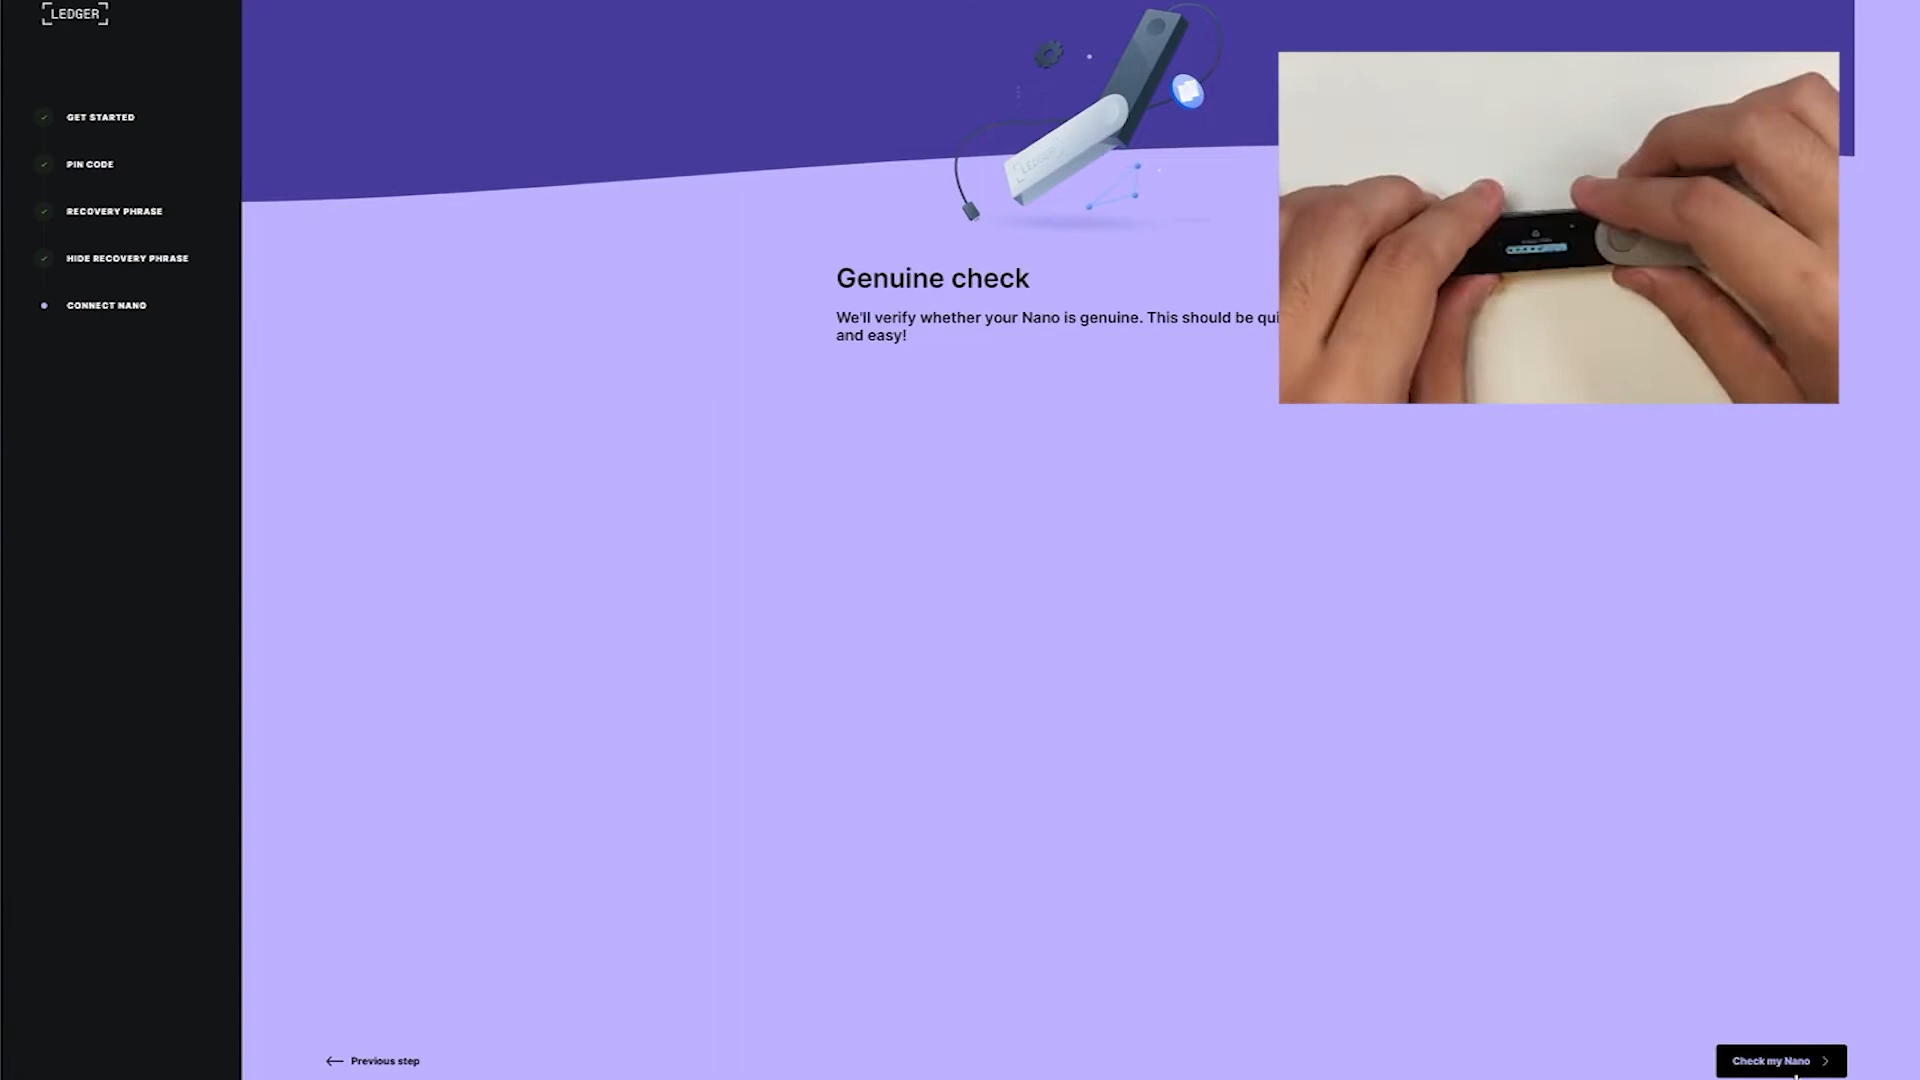 LEDGER
GET STARTED
PIN CODE
RECOVERY PHRASE
HIDE RECOVERY PHRASE
CONNECT NANO
LEDGER
Genuine check
We'll verify whether your Nano is genuine. This should be qui
and easy!
Previous step
Check my Nano